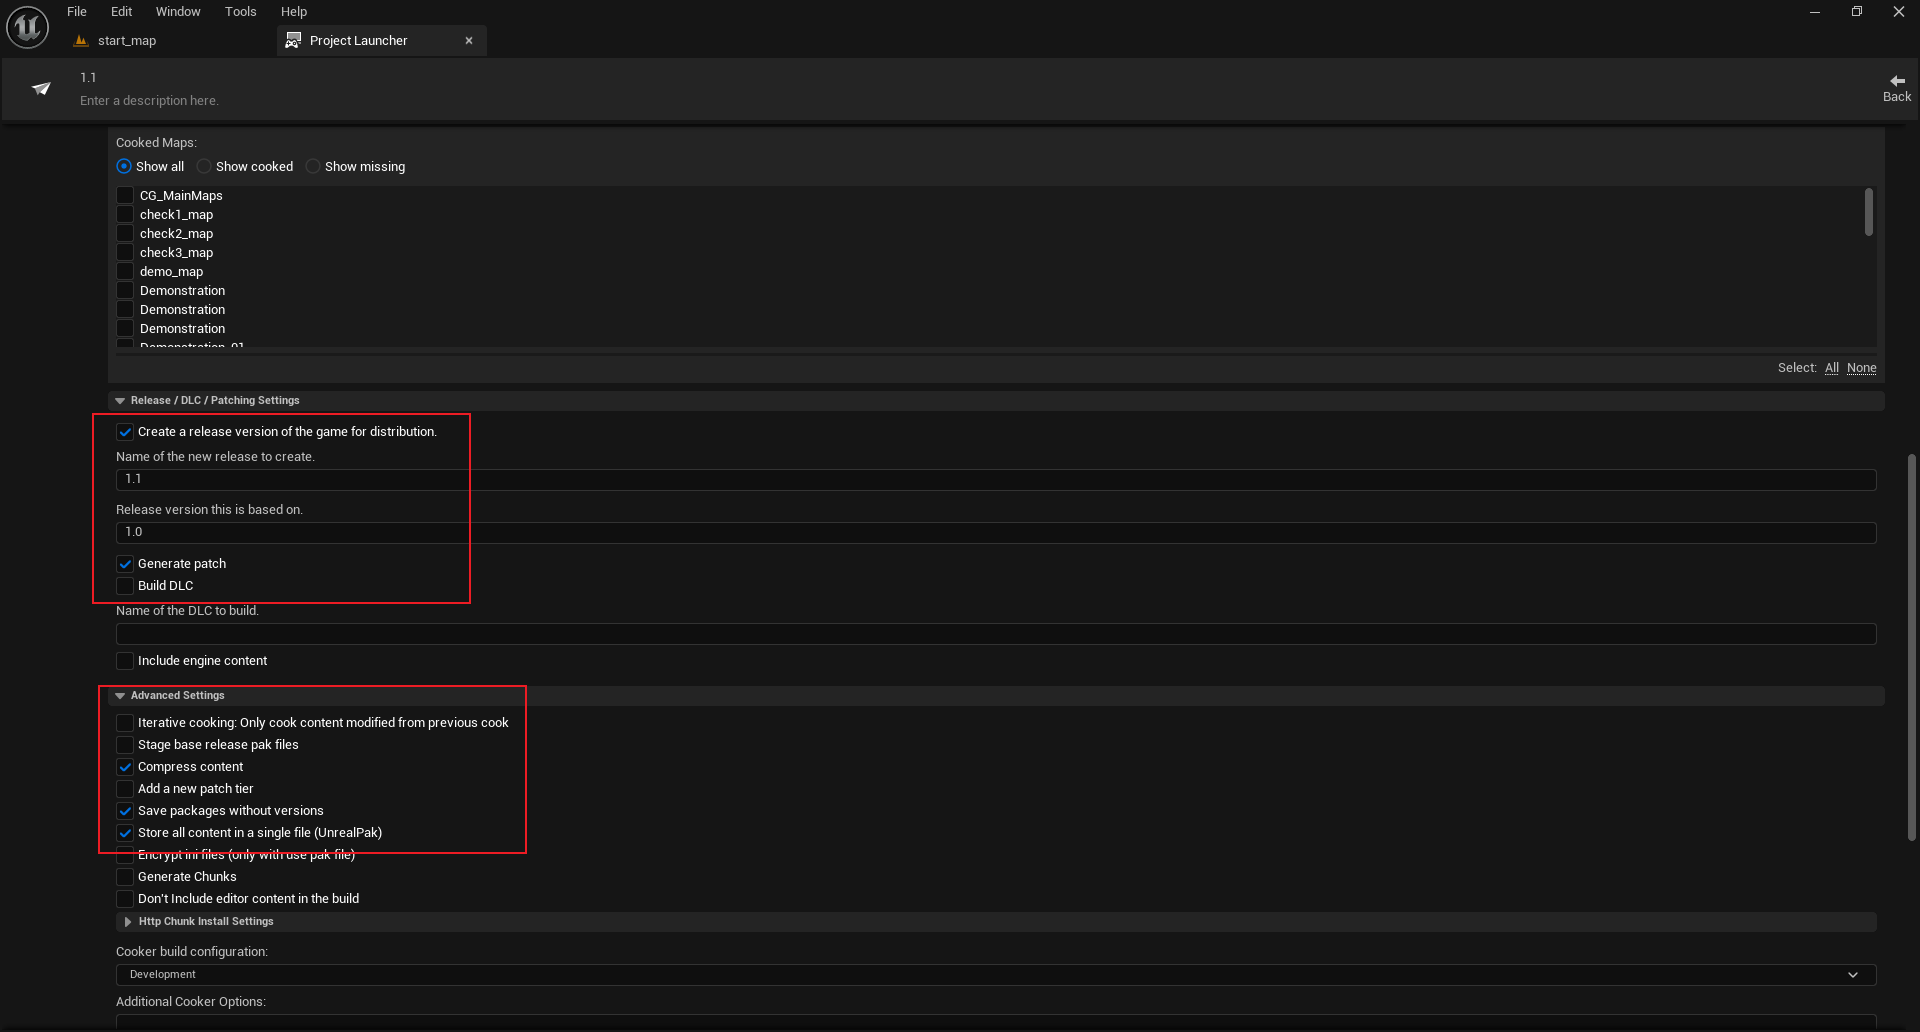 File Edit Window Tools Help
start_map Project Launcher
1.1
Enter a description here.
Back
Cooked Maps:
Show all Show cooked Show missing
CG_MainMaps
check1_map
check2_map
check3_map
demo_map
Demonstration
Demonstration
Demonstration
Demonstration_01
Select: All None
Release / DLC / Patching Settings
Create a release version of the game for distribution.
Name of the new release to create.
1.1
Release version this is based on.
1.0
Generate patch
Build DLC
Name of the DLC to build.
Include engine content
Advanced Settings
Iterative cooking: Only cook content modified from previous cook
Stage base release pak files
Compress content
Add a new patch tier
Save packages without versions
Store all content in a single file (UnrealPak)
Encrypt ini files (only with use pak file)
Generate Chunks
Don't Include editor content in the build
Http Chunk Install Settings
Cooker build configuration:
Development
Additional Cooker Options: